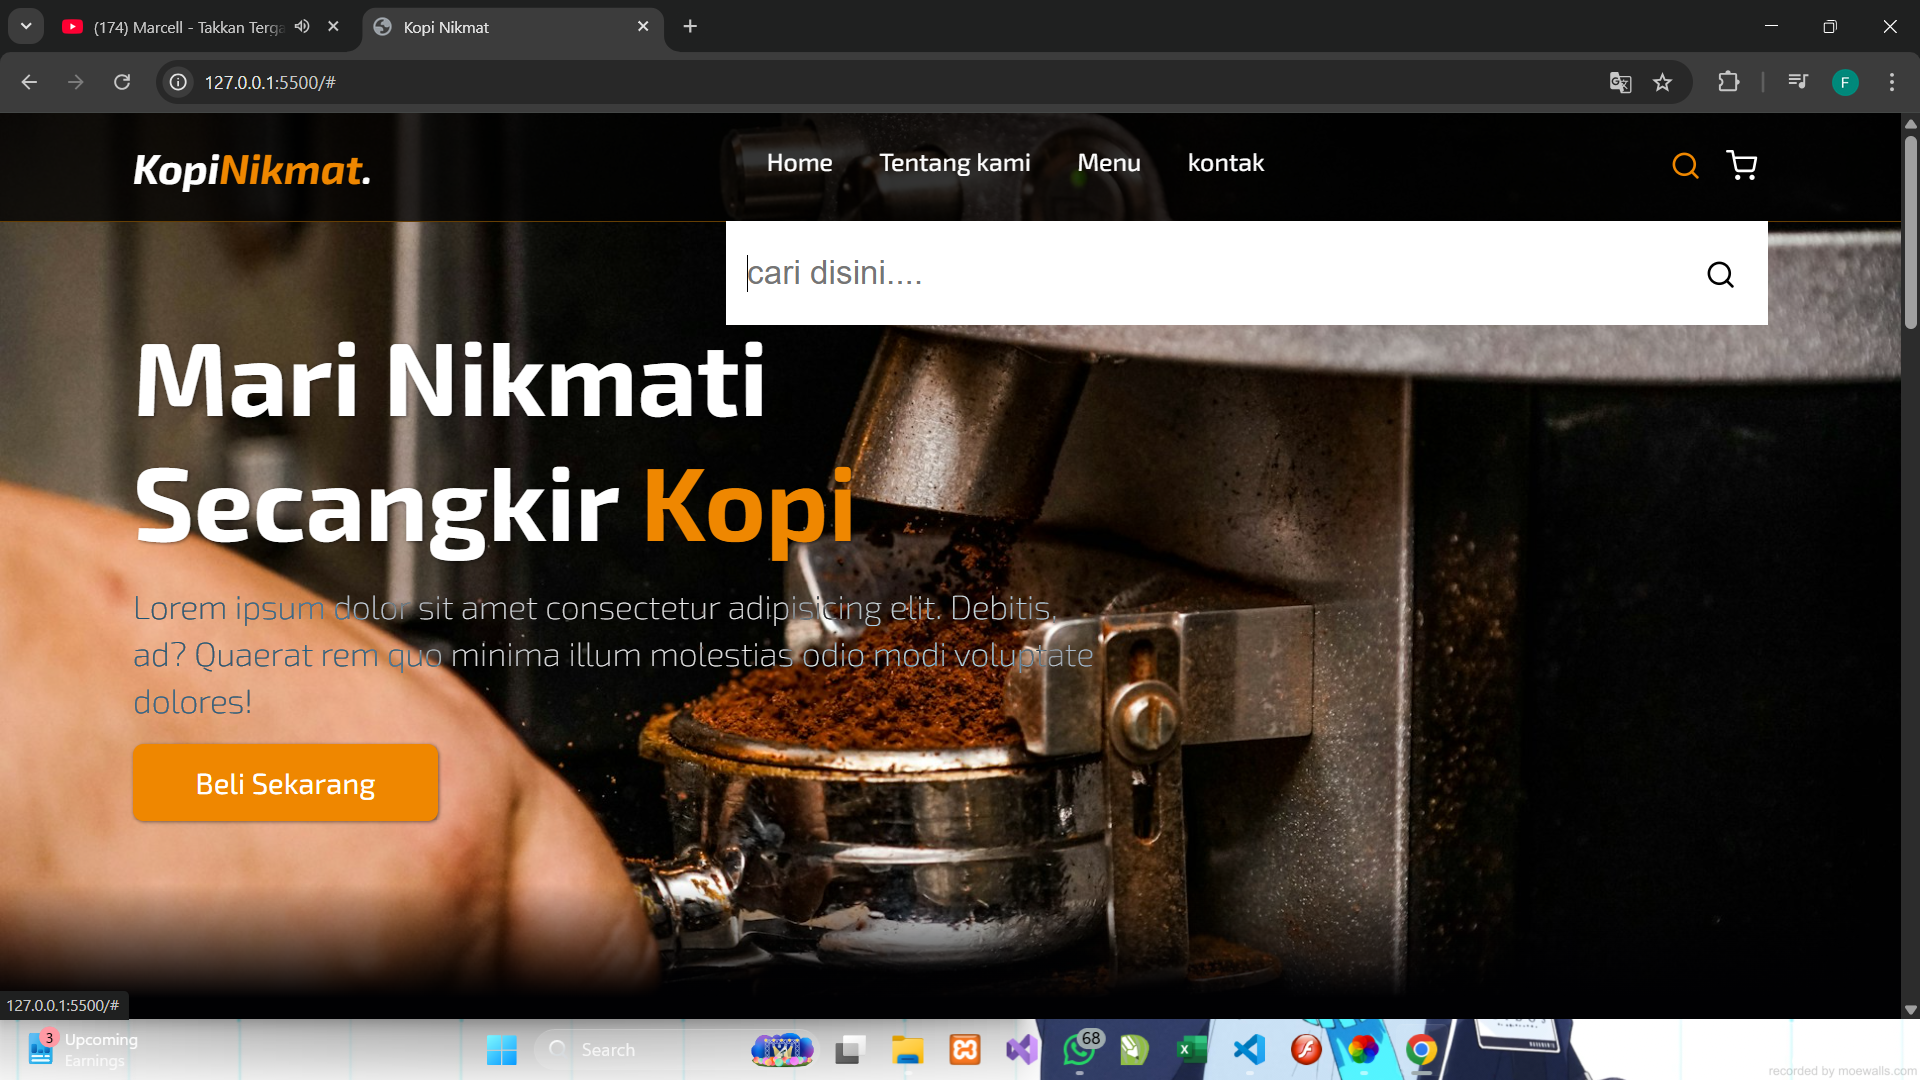 (174) Marcell - Takkan Terga
Kopi Nikmat
127.0.0.1:5500/#
F
KopiNikmat.
Home
Tentang kami
Menu
kontak
cari disini....
Mari Nikmati
Secangkir Kopi
Lorem ipsum dolor sit amet consectetur adipisicing elit. Debitis,
ad? Quaerat rem quo minima illum molestias odio modi voluptate
dolores!
Beli Sekarang
127.0.0.1:5500/#
3
Upcoming
Earnings
Search
68
recorded by moewalls.com